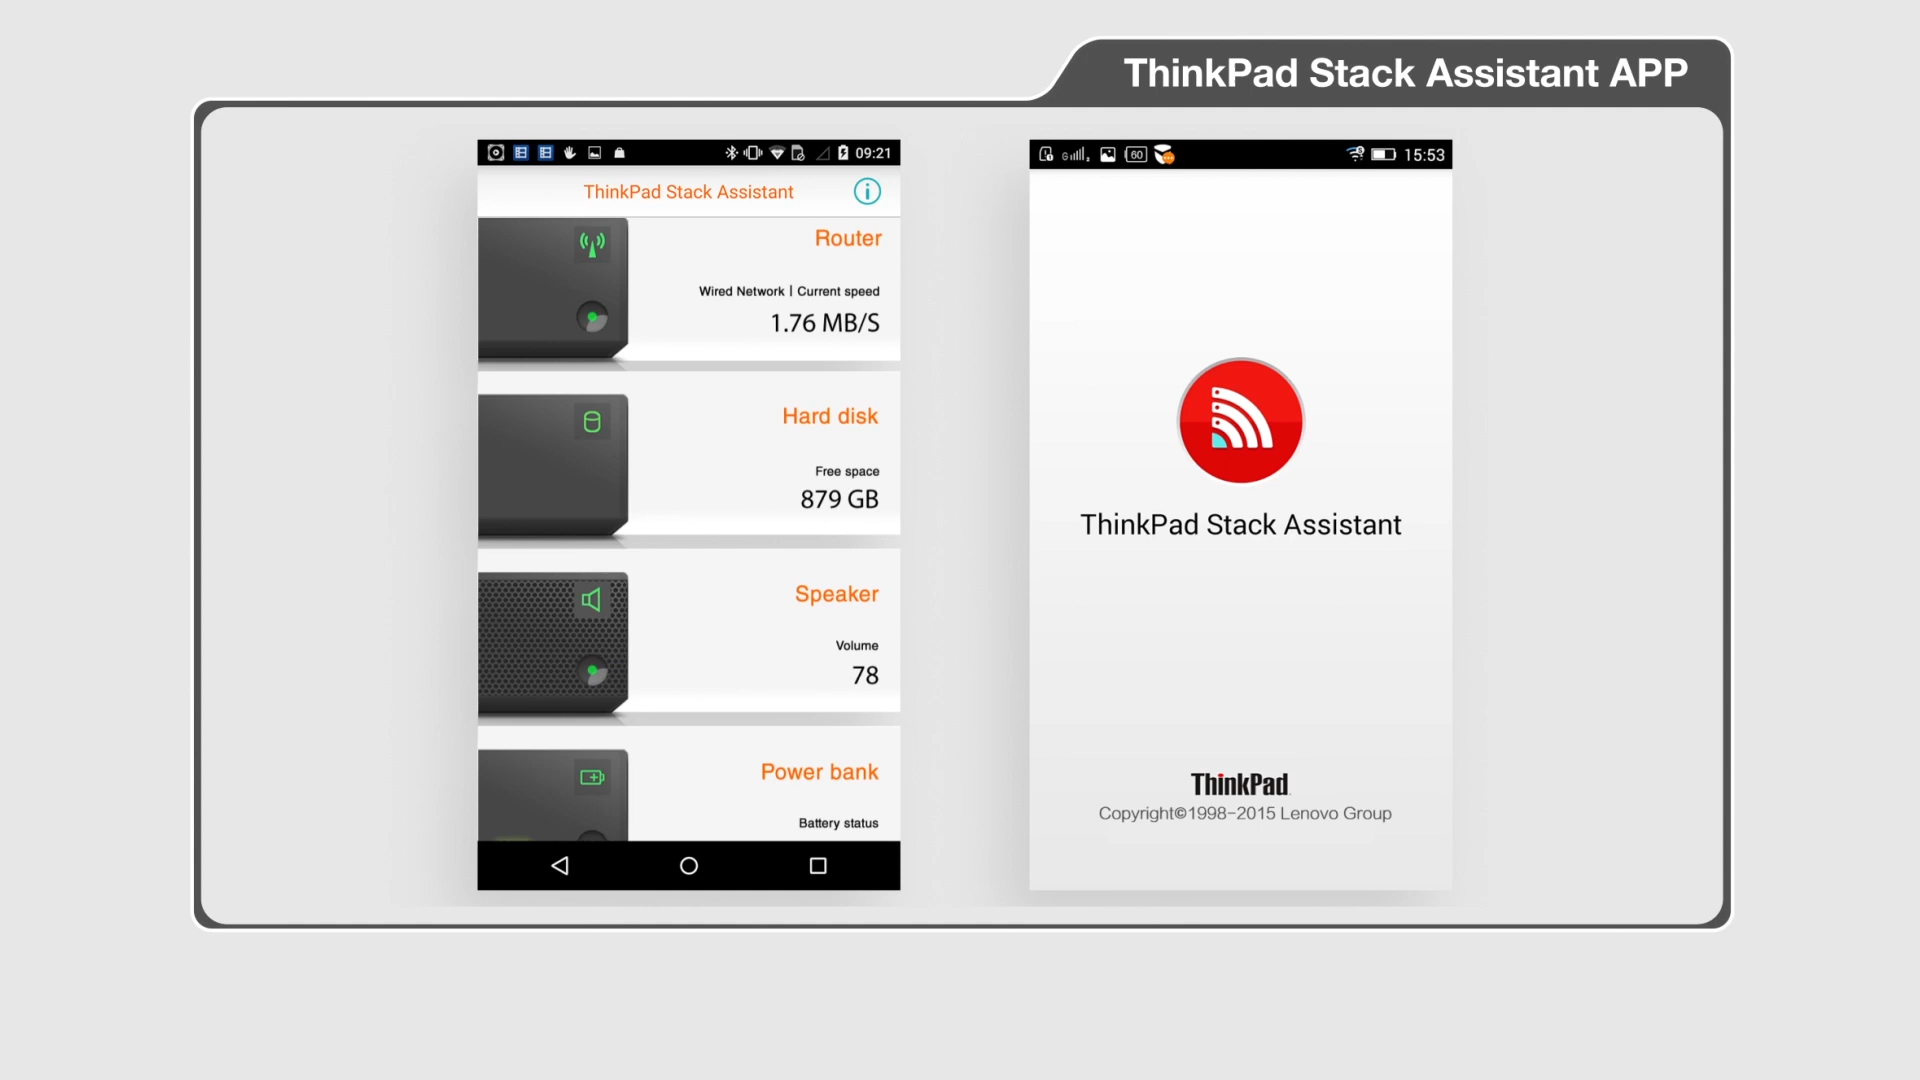 ThinkPad Stack Assistant APP
09:21
ThinkPad Stack Assistant
Router
Wired Network | Current speed
1.76 MB/S
Hard disk
Free space
879 GB
Speaker
Volume
78
Power bank
Battery status
G 60 15:53
ThinkPad Stack Assistant
ThinkPad
Copyright©1998-2015 Lenovo Group